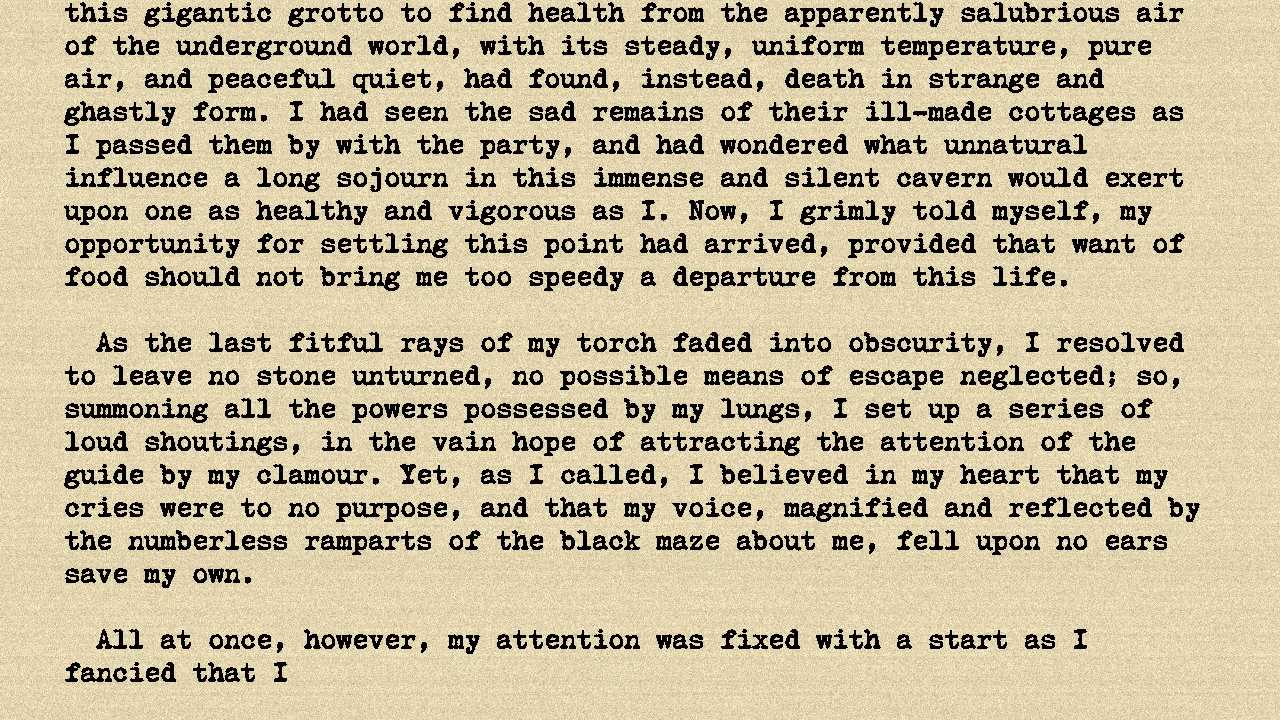 this gigantic grotto to find health from the apparently salubrious air
of the underground world, with its steady, uniform temperature, pure
air, and peaceful quiet, had found, instead, death in strange and
ghastly form. I had seen the sad remains of their ill-made cottages as
I passed them by with the party, and had wondered what unnatural
influence a long sojourn in this immense and silent cavern would exert
upon one as healthy and vigorous as I. Now, I grimly told myself, my
opportunity for settling this point had arrived, provided that want of
food should not bring me too speedy a departure from this life.

As the last fitful rays of my torch faded into obscurity, I resolved
to leave no stone unturned, no possible means of escape neglected; so,
summoning all the powers possessed by my lungs, I set up a series of
loud shoutings, in the vain hope of attracting the attention of the
guide by my clamour. Yet, as I called, I believed in my heart that my
cries were to no purpose, and that my voice, magnified and reflected by
the numberless ramparts of the black maze about me, fell upon no ears
save my own.

All at once, however, my attention was fixed with a start as I
fancied that I